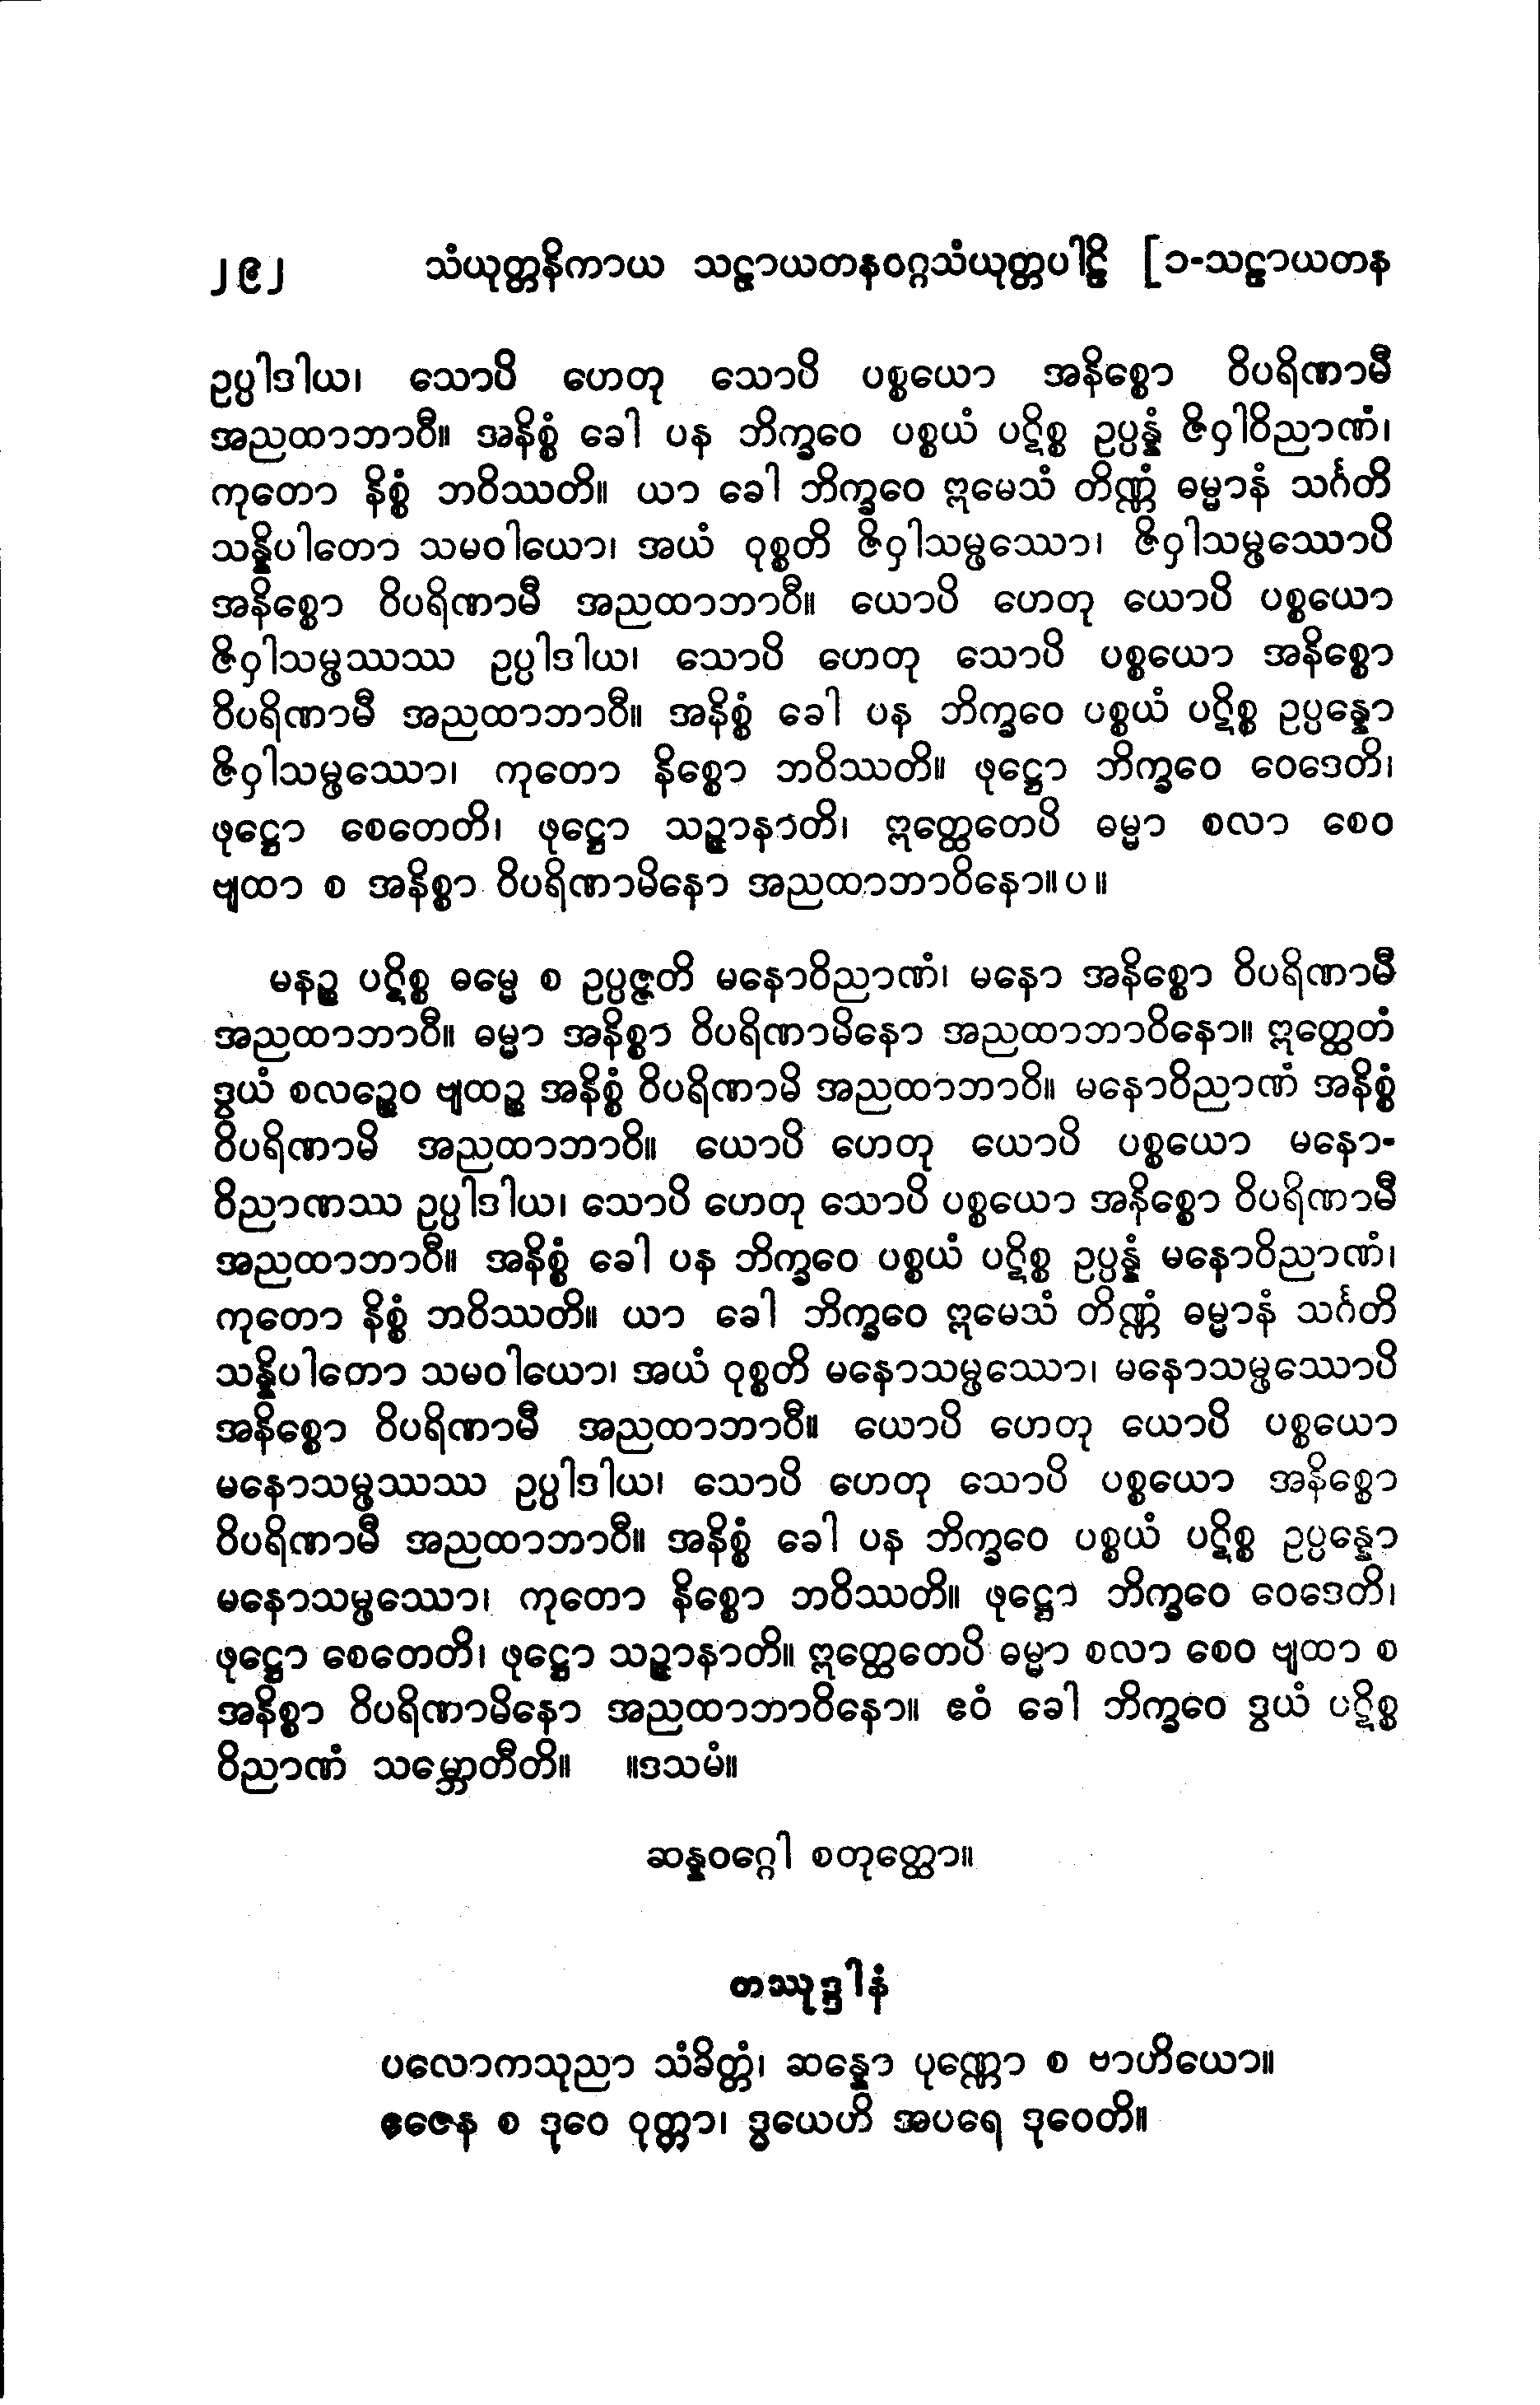 ၂၉၂ သံယုတ္တနိကာယ သဠာယတနဝဂ္ဂသံယုတ္တပါဠိ [၁-သဠာယတန
ဥပ္ပါဒါယ၊ သောပိ ဟေတု သောပိ ပစ္စယော အနိစ္စော ဝိပရိဏာမီ
အညထာဘာဝီ။ အနိစ္စံ ခေါ ပန ဘိက္ခဝေ ပစ္စယံ ပဋိစ္စ ဥပ္ပန္နံ ဇိဝှါဝိညာဏံ၊
ကုတော နိစ္စံ ဘဝိဿတိ။ ယာ ခေါ ဘိက္ခဝေ ဣမေသံ တိဏ္ဏံ ဓမ္မာနံ သင်္ဂတိ
သန္နိပါတော သမဝါယော၊ အယံ ဝုစ္စတိ ဇိဝှါသမ္ဖဿော၊ ဇိဝှါသမ္ဖဿောပိ
အနိစ္စော ဝိပရိဏာမီ အညထာဘာဝီ။ ယောပိ ဟေတု ယောပိ ပစ္စယော
ဇိဝှါသမ္ဖဿဿ ဥပ္ပါဒါယ၊ သောပိ ဟေတု သောပိ ပစ္စယော အနိစ္စော
ဝိပရိဏာမီ အညထာဘာဝီ။ အနိစ္စံ ခေါ ပန ဘိက္ခဝေ ပစ္စယံ ပဋိစ္စ ဥပ္ပန္နော
ဇိဝှါသမ္ဖဿော၊ ကုတော နိစ္စော ဘဝိဿတိ။ ဖုဋ္ဌော ဘိက္ခဝေ ဝေဒေတိ၊
ဖုဋ္ဌော စေတေတိ၊ ဖုဋ္ဌော သဉ္ဇာနာတိ၊ ဣတ္ထေတေပိ ဓမ္မာ စလာ စေဝ
ဗျထာ စ အနိစ္စာ ဝိပရိဏာမိနော အညထာဘာဝိနော။ ပ ။
မနဉ္စ ပဋိစ္စ ဓမ္မေ စ ဥပ္ပဇ္ဇတိ မနောဝိညာဏံ၊ မနော အနိစ္စော ဝိပရိဏာမီ
အညထာဘာဝီ။ ဓမ္မာ အနိစ္စာ ဝိပရိဏာမိနော အညထာဘာဝိနော။ ဣတ္ထေတံ
ဒွယံ စလဉ္စေဝ ဗျထဉ္စ အနိစ္စံ ဝိပရိဏာမိ အညထာဘာဝိ။ မနောဝိညာဏံ အနိစ္စံ
ဝိပရိဏာမိ အညထာဘာဝိ။ ယောပိ ဟေတု ယောပိ ပစ္စယော မနော-
ဝိညာဏဿ ဥပ္ပါဒါယ၊ သောပိ ဟေတု သောပိ ပစ္စယော အနိစ္စော ဝိပရိဏာမီ
အညထာဘာဝီ။ အနိစ္စံ ခေါ ပန ဘိက္ခဝေ ပစ္စယံ ပဋိစ္စ ဥပ္ပန္နံ မနောဝိညာဏံ၊
ကုတော နိစ္စံ ဘဝိဿတိ။ ယာ ခေါ ဘိက္ခဝေ ဣမေသံ တိဏ္ဏံ ဓမ္မာနံ သင်္ဂတိ
သန္နိပါတော သမဝါယော၊ အယံ ဝုစ္စတိ မနောသမ္ဖဿော၊ မနောသမ္ဖဿောပိ
အနိစ္စော ဝိပရိဏာမီ အညထာဘာဝီ။ ယောပိ ဟေတု ယောပိ ပစ္စယော
မနောသမ္ဖဿဿ ဥပ္ပါဒါယ၊ သောပိ ဟေတု သောပိ ပစ္စယော အနိစ္စော
ဝိပရိဏာမီ အညထာဘာဝီ။ အနိစ္စံ ခေါ ပန ဘိက္ခဝေ ပစ္စယံ ပဋိစ္စ ဥပ္ပန္နော
မနောသမ္ဖဿော၊ ကုတော နိစ္စော ဘဝိဿတိ။ ဖုဋ္ဌော ဘိက္ခဝေ ဝေဒေတိ၊
ဖုဋ္ဌော စေတေတိ၊ ဖုဋ္ဌော သဉ္ဇာနာတိ။ ဣတ္ထေတေပိ ဓမ္မာ စလာ စေဝ ဗျထာ စ
အနိစ္စာ ဝိပရိဏာမိနော အညထာဘာဝိနော။ ဧဝံ ခေါ ဘိက္ခဝေ ဒွယံ ပဋိစ္စ
ဝိညာဏံ သမ္ဘောတီတိ။ ။ဒသမံ။
ဆန္နဝဂ္ဂေါ စတုတ္ထော။
တဿုဒ္ဒါနံ
ပလောကသုညာ သံခိတ္တံ၊ ဆန္နော ပုဏ္ဏော စ ဗာဟိယော။
ဧဇေန စ ဒုဝေ ဝုတ္တာ၊ ဒွယေဟိ အပရေ ဒုဝေတိ။